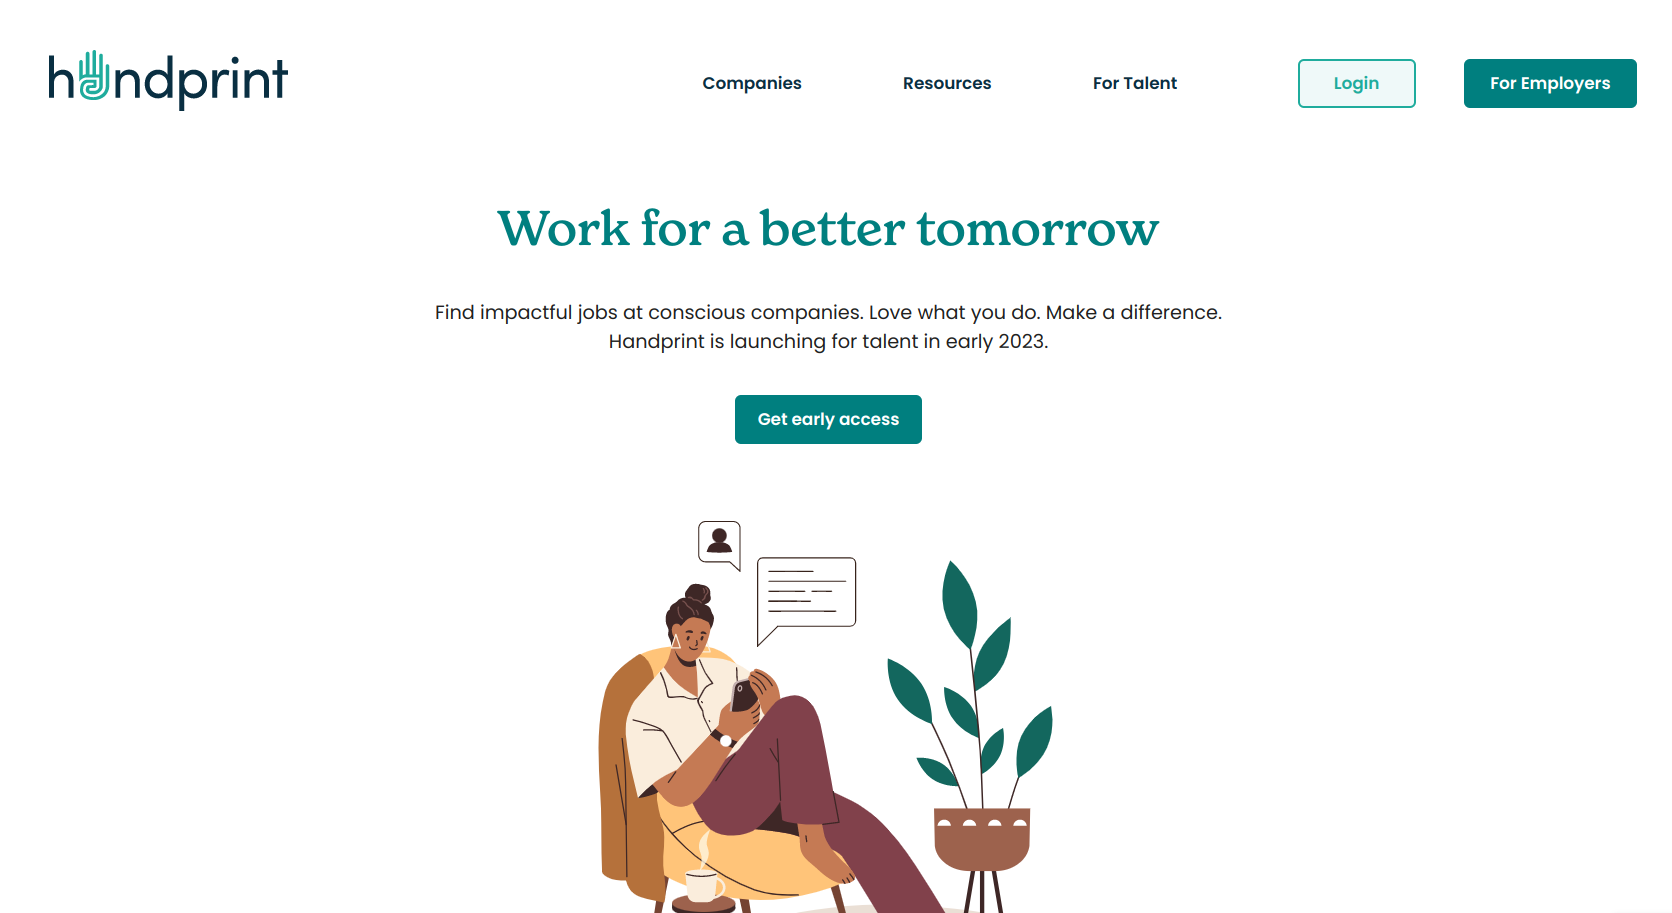 handprint
Companies
Resources
For Talent
Login
For Employers
Work for a better tomorrow
Find impactful jobs at conscious companies. Love what you do. Make a difference.
Handprint is launching for talent in early 2023.
Get early access